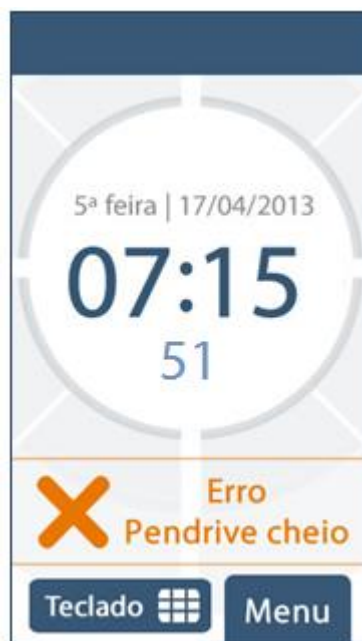 5ª feira | 17/04/2013
07:15
51
Erro
Pendrive cheio
Teclado
Menu